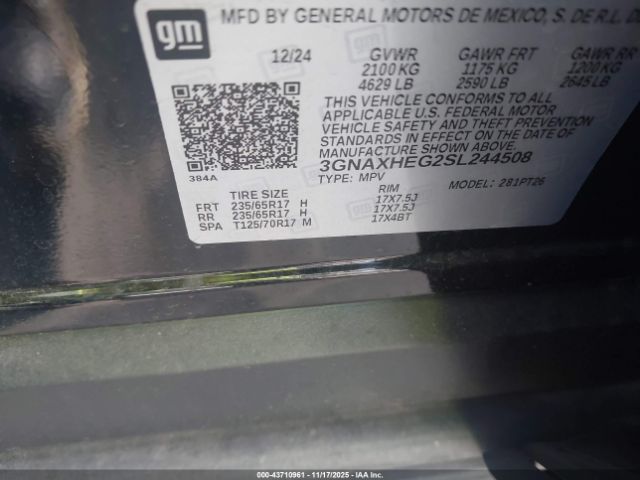 gm
MFD BY GENERAL MOTORS DE MEXICO, S. DE R.L. D
12/24 GVWR GAWR FRT GAWR RR
2100 KG 1175 KG 1200 KG
4629 LB 2590 LB 2645 LB
THIS VEHICLE CONFORMS TO ALL
APPLICABLE U.S. FEDERAL MOTOR
VEHICLE SAFETY AND THEFT PREVENTION
STANDARDS IN EFFECT ON THE DATE OF
MANUFACTURE SHOWN ABOVE.
384A
3GNAXHEG2SL244508
TYPE: MPV MODEL: 281PT26
TIRE SIZE RIM
FRT 235/65R17 H 17X7.5J
RR 235/65R17 H 17X7.5J
SPA T125/70R17 M 17X4BT
000-43710961 - 11/17/2025 - IAA Inc.